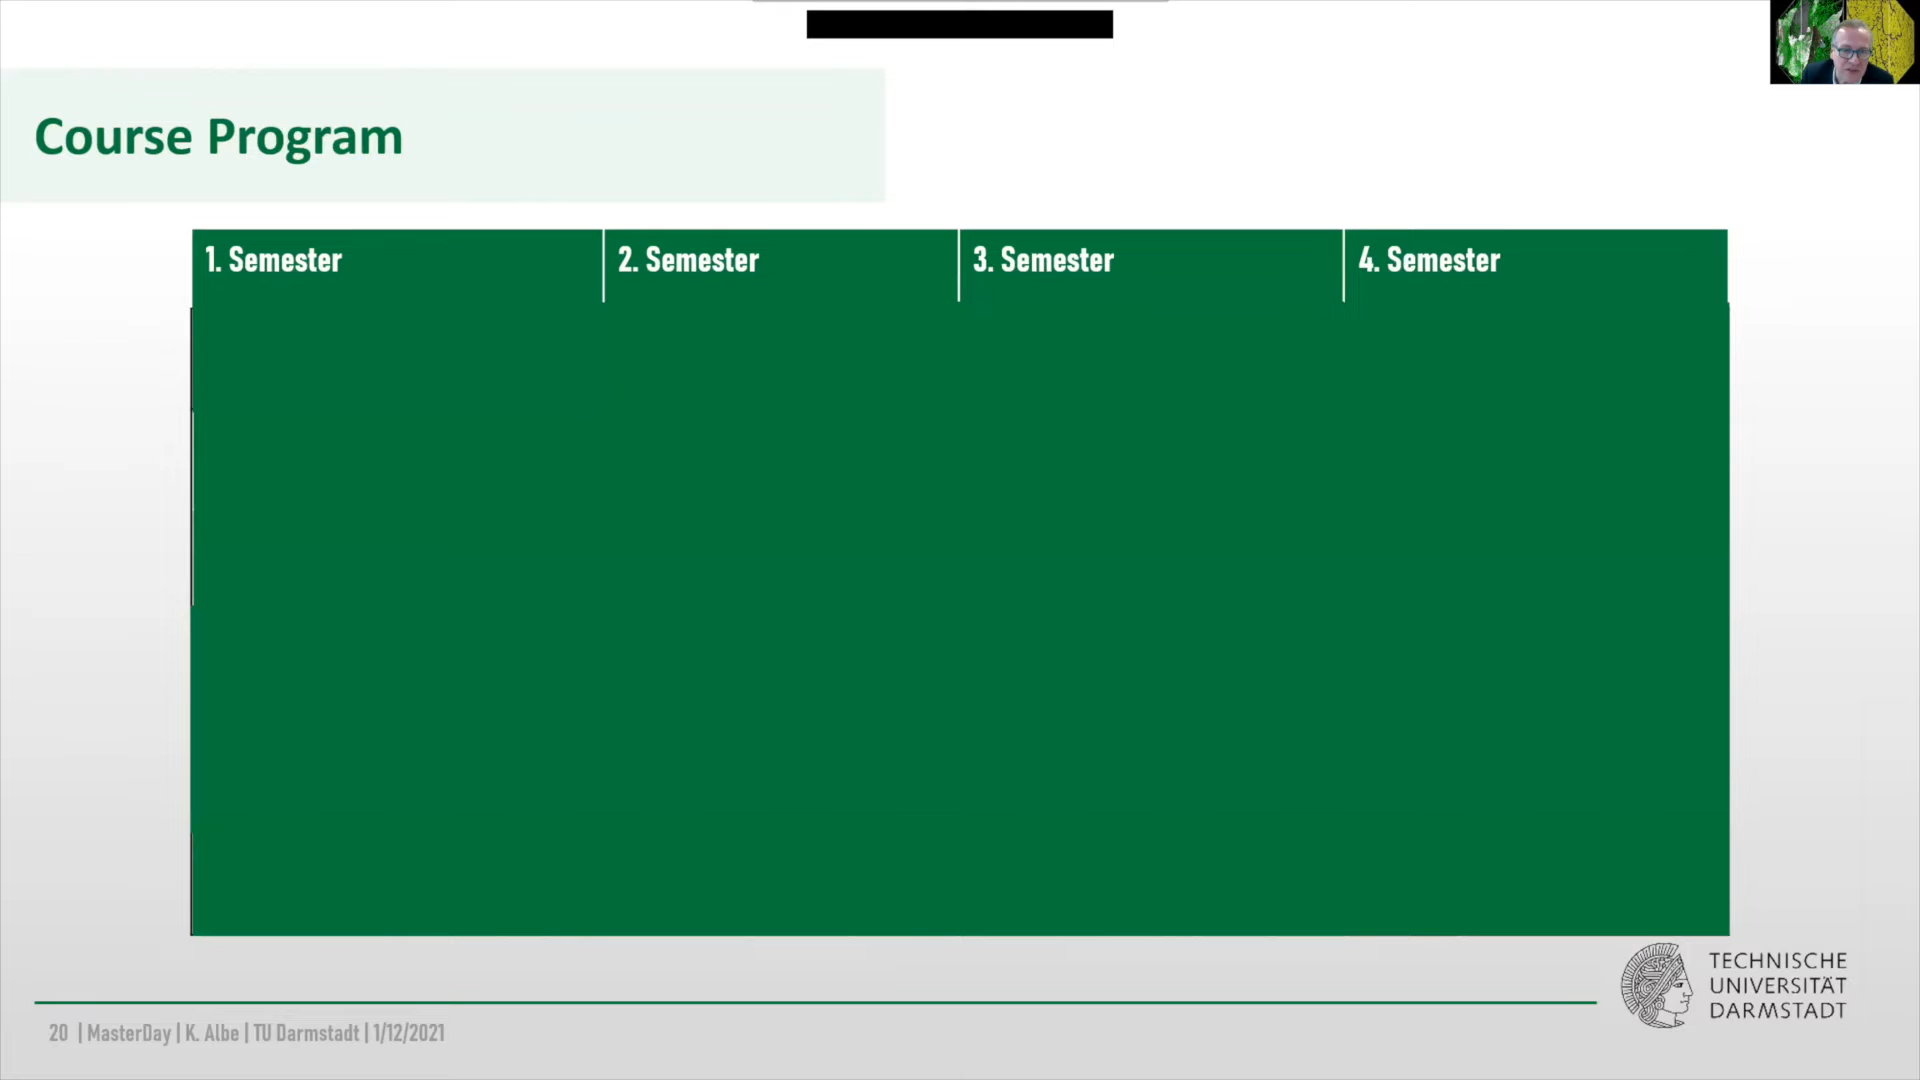 Course Program
1. Semester
2. Semester
3. Semester
4. Semester
TECHNISCHE
UNIVERSITÄT
DARMSTADT
20 | MasterDay | K. Albe | TU Darmstadt | 1/12/2021